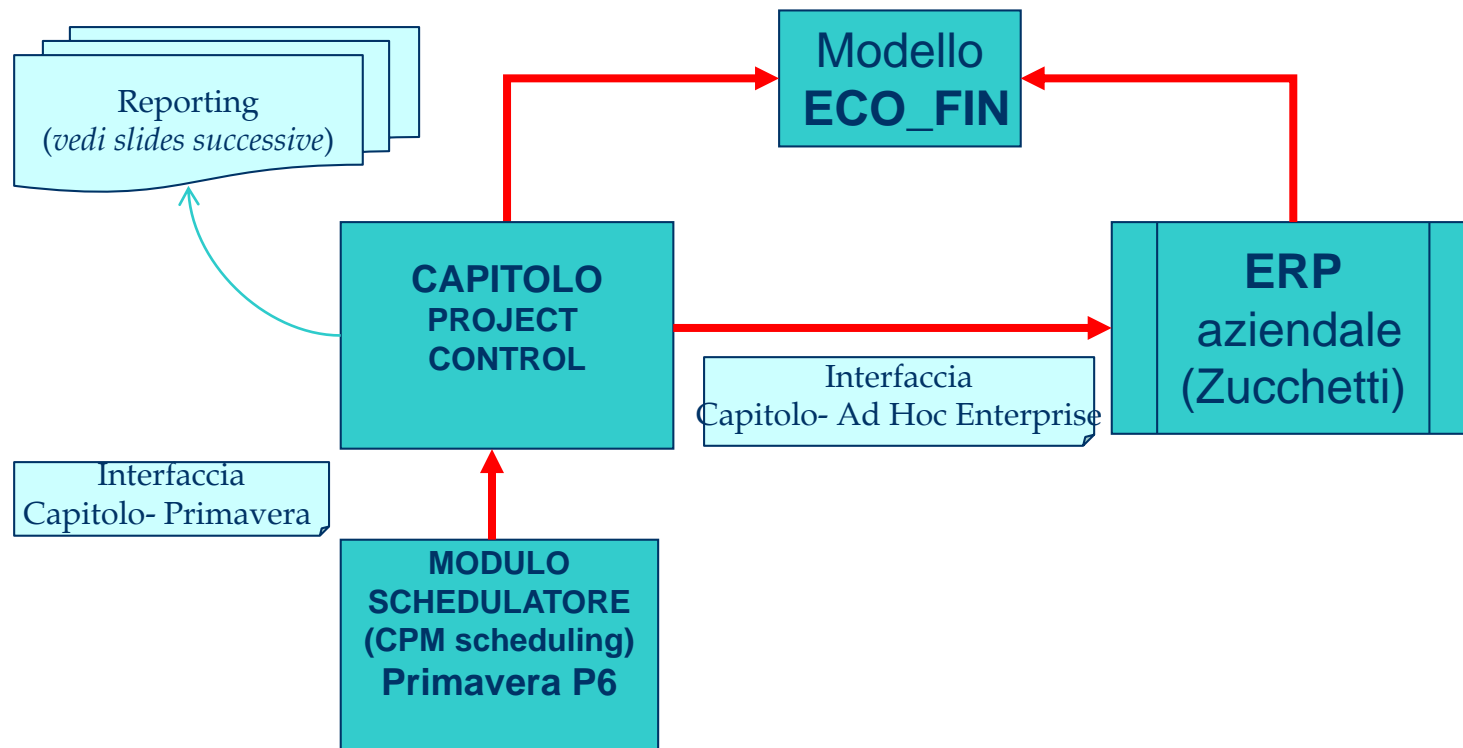 Modello
ECO_FIN
Reporting
(vedi slides successive)
CAPITOLO
PROJECT
CONTROL
ERP
aziendale
(Zucchetti)
Interfaccia
Capitolo- Ad Hoc Enterprise
Interfaccia
Capitolo- Primavera
MODULO
SCHEDULATORE
(CPM scheduling)
Primavera P6